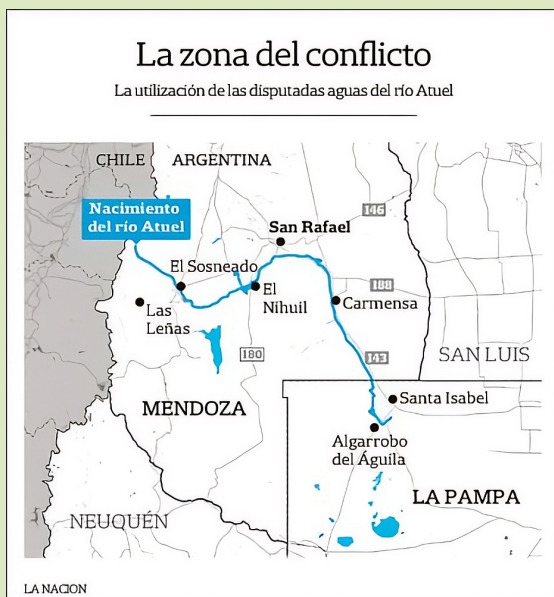 La zona del conflicto
La utilización de las disputadas aguas del río Atuel
CHILE
ARGENTINA
146
Nacimiento
del río Atuel
San Rafael
El Sosneado
El
Nihuil
188
Carmensa
Las
Leñas
180
143
SAN LUIS
MENDOZA
Santa Isabel
Algarrobo
del Águila
LA PAMPA
NEUQUÉN
LA NACION